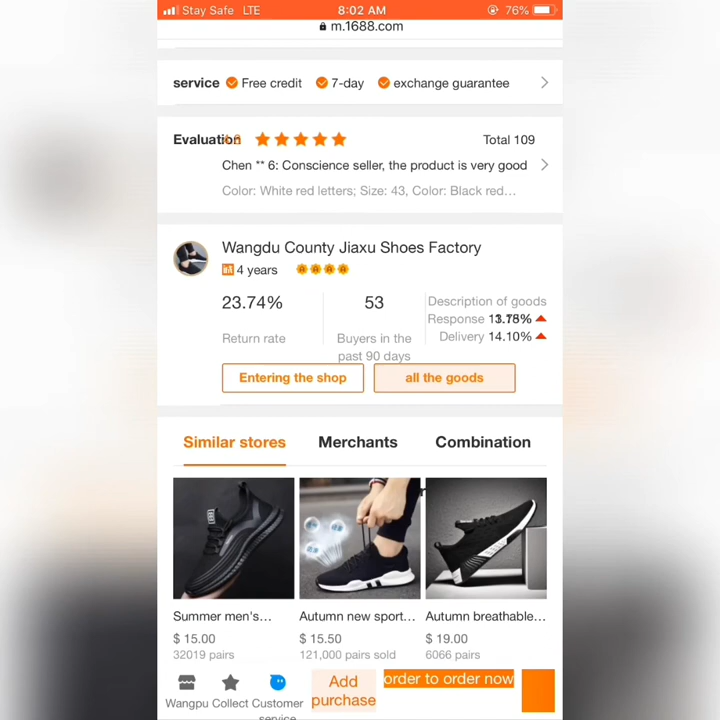 Stay Safe LTE 8:02 AM 76%
m.1688.com
service Free credit 7-day exchange guarantee
Evaluation Total 109
Chen ** 6: Conscience seller, the product is very good
Color: White red letters; Size: 43, Color: Black red...
Wangdu County Jiaxu Shoes Factory
4 years
23.74% 53 Description of goods
Response
Delivery 14.10%
Return rate Buyers in the
past 90 days
Entering the shop all the goods
Similar stores Merchants Combination
Summer men's... Autumn new sport... Autumn breathable...
$ 15.00 $ 15.50 $ 19.00
32019 pairs 121,000 pairs sold 6066 pairs
Wangpu Collect Customer
service
Add
purchase
order to order now